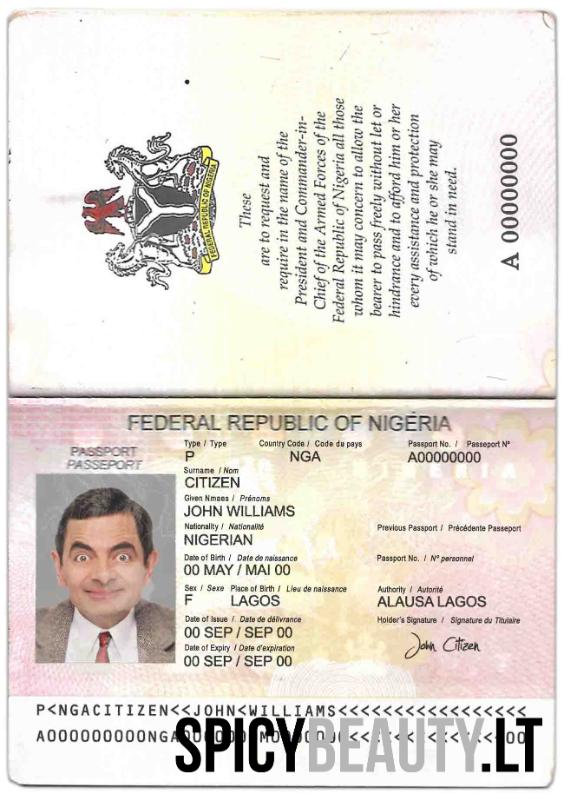 FEDERAL REPUBLIC OF NIGERIA
These
are to request and
require in the name of the
President and Commander-in-
Chief of the Armed Forces of the
Federal Republic of Nigeria all those
whom it may concern to allow the
bearer to pass freely without let or
hindrance and to afford him or her
every assistance and protection
of which he or she may
stand in need.
A 00000000
FEDERAL REPUBLIC OF NIGERIA
PASSPORT
PASSEPORT
Type / Type Country Code / Code du pays Passport No. / Passeport N°
P NGA A00000000
Surname / Nom
CITIZEN
Given Nmaes / Prénoms
JOHN WILLIAMS
Nationality / Nationalité Previous Passport / Précédente Passeport
NIGERIAN
Date of Birth / Date de naissance Passport No. / N° personnel
00 MAY / MAI 00
Sex / Sexe Place of Birth / Lieu de naissance Authority / Autorité
F LAGOS ALAUSA LAGOS
Date of Issue / Date de délivrance Holder's Signature / Signature du Titulaire
00 SEP / SEP 00
John Citizen
Date of Expiry / Date d'expiration
00 SEP / SEP 00
P<NGACITIZEN<<JOHN<WILLIAMS<<<<<<<<<<<<<<<<<
SPICYBEAUTY.LT